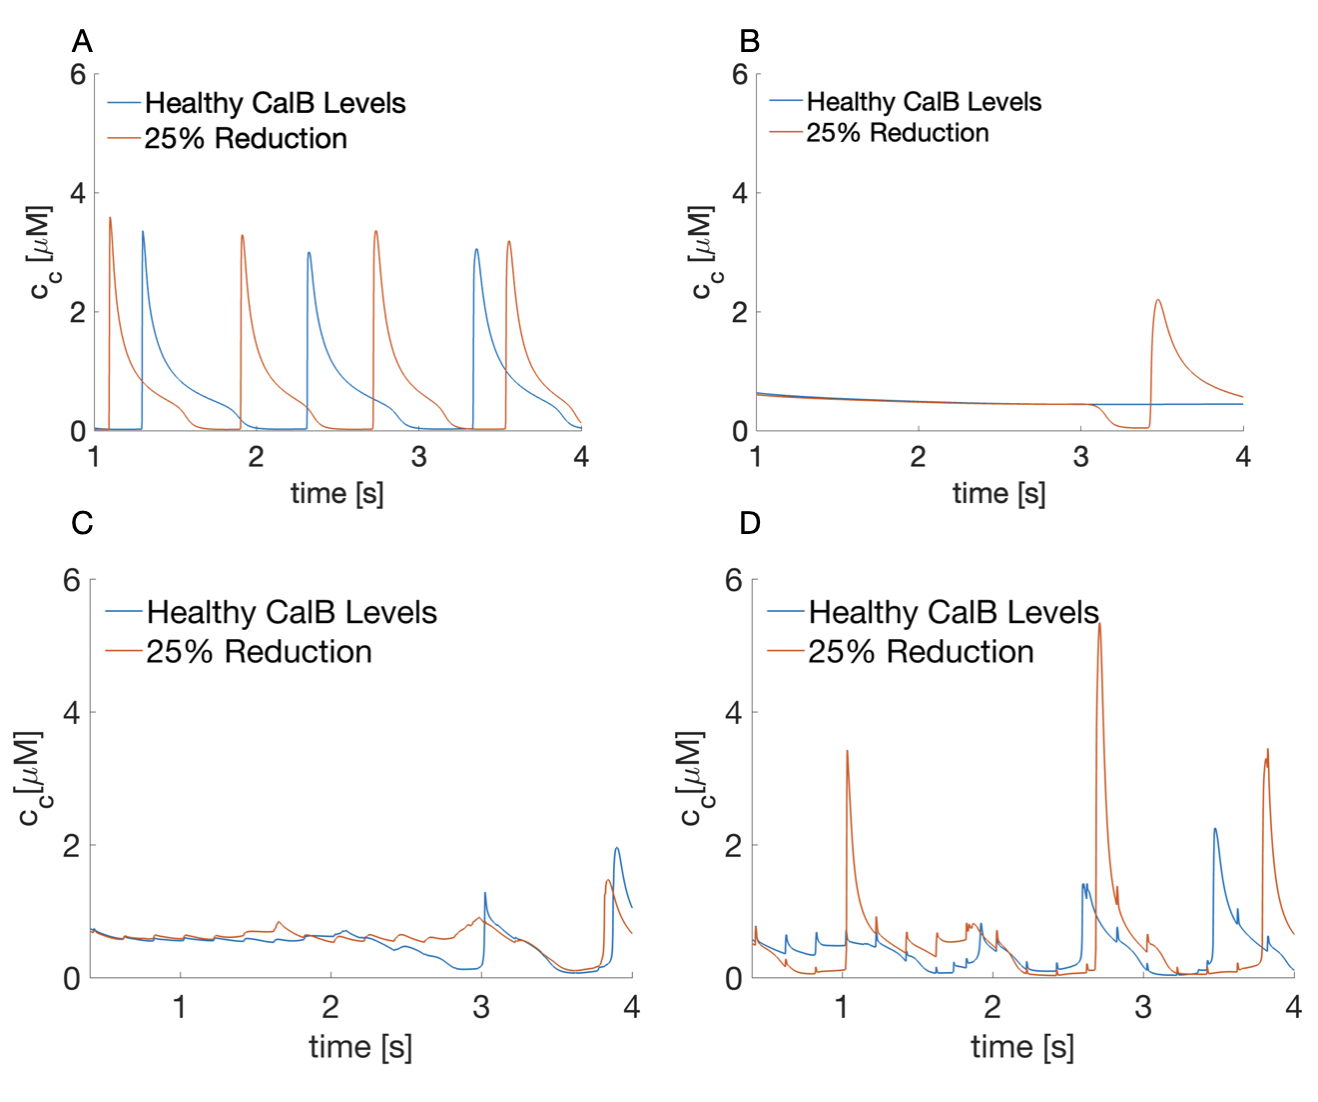 A
6
4
2
0
c_c [μM]
Healthy CalB Levels
25% Reduction
1 2 3 4
time [s]
B
6
4
2
0
c_c [μM]
Healthy CalB Levels
25% Reduction
1 2 3 4
time [s]
C
6
4
2
0
c_c[μM]
Healthy CalB Levels
25% Reduction
1 2 3 4
time [s]
D
6
4
2
0
c_c[μM]
Healthy CalB Levels
25% Reduction
1 2 3 4
time [s]